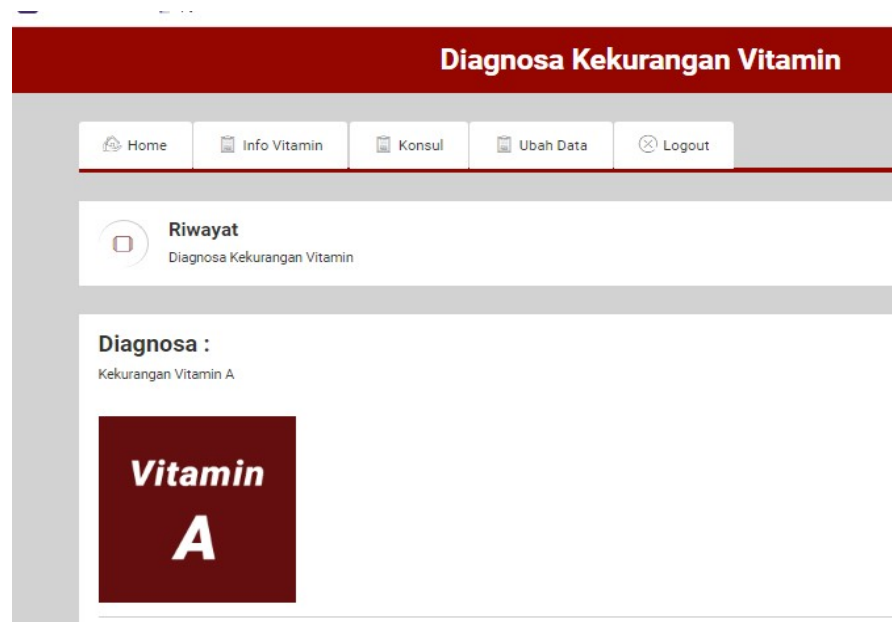 Diagnosa Kekurangan Vitamin
Home Info Vitamin Konsul Ubah Data Logout
Riwayat
Diagnosa Kekurangan Vitamin
Diagnosa :
Kekurangan Vitamin A
Vitamin
A